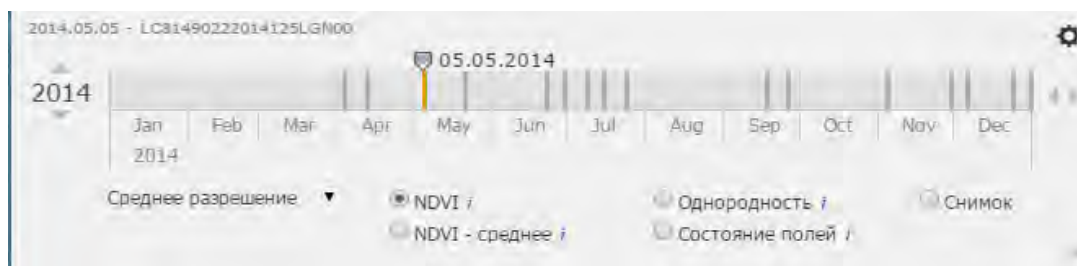 2014.05.05 - LC81490222014125LGN00
05.05.2014
2014
Jan Feb Mar Apr May Jun Jul Aug Sep Oct Nov Dec
2014
Среднее разрешение ▼ NDVI i Однородность i Снимок
NDVI - среднее i Состояние полей i